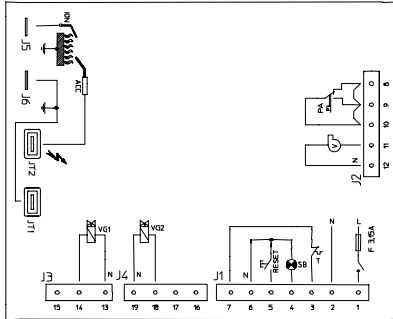 J5
ION
J6
ACC
JT2
JT1
PA
P
V
N
J2
8
9
10
11
12
J3
VG1
N
15
14
13
J4
N
VG2
19
18
17
16
J1
N
RESET
SB
T
N
L
F 3,15A
7
6
5
4
3
2
1